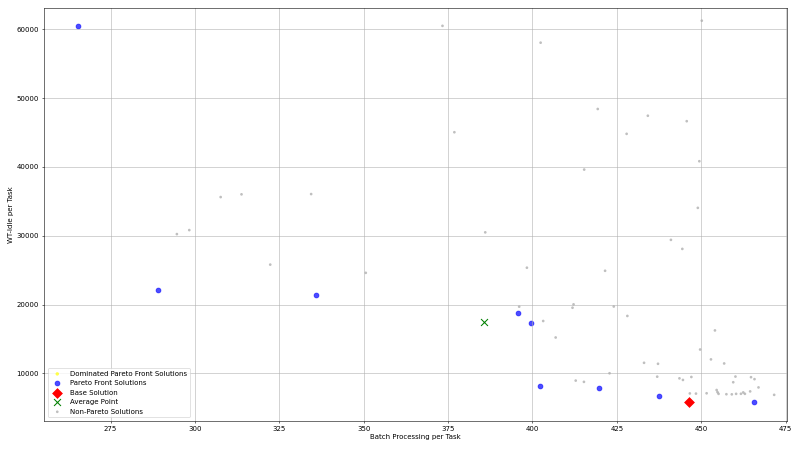 60000
50000
40000
30000
20000
10000
WT-Idle per Task
Dominated Pareto Front Solutions
Pareto Front Solutions
Base Solution
Average Point
Non-Pareto Solutions
275 300 325 350 375 400 425 450 475
Batch Processing per Task